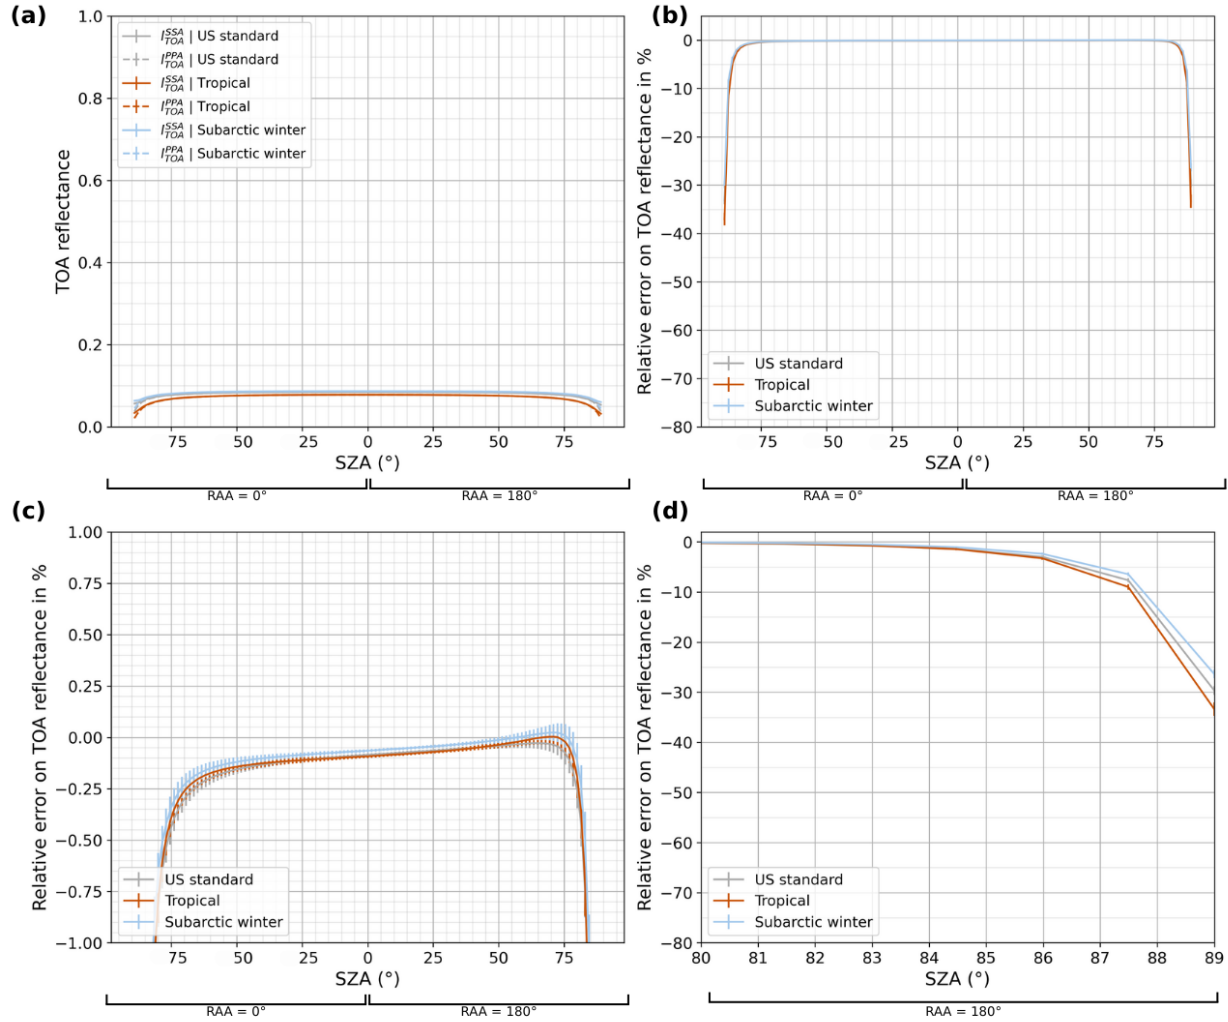 (a)
1.0
0.8
0.6
0.4
0.2
0.0
TOA reflectance
I^{SSA}_{TOA} | US standard
I^{PPA}_{TOA} | US standard
I^{SSA}_{TOA} | Tropical
I^{PPA}_{TOA} | Tropical
I^{SSA}_{TOA} | Subarctic winter
I^{PPA}_{TOA} | Subarctic winter
75 50 25 0 25 50 75
SZA (°)
RAA = 0° RAA = 180°
(b)
0
−10
−20
−30
−40
−50
−60
−70
−80
Relative error on TOA reflectance in %
US standard
Tropical
Subarctic winter
75 50 25 0 25 50 75
SZA (°)
RAA = 0° RAA = 180°
(c)
1.00
0.75
0.50
0.25
0.00
−0.25
−0.50
−0.75
−1.00
Relative error on TOA reflectance in %
US standard
Tropical
Subarctic winter
75 50 25 0 25 50 75
SZA (°)
RAA = 0° RAA = 180°
(d)
0
−10
−20
−30
−40
−50
−60
−70
−80
Relative error on TOA reflectance in %
US standard
Tropical
Subarctic winter
80 81 82 83 84 85 86 87 88 89
SZA (°)
RAA = 180°